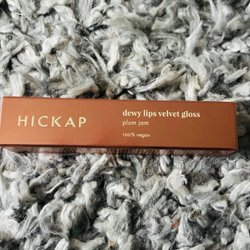 HICKAP
dewy lips velvet gloss
plum jam
100% vegan